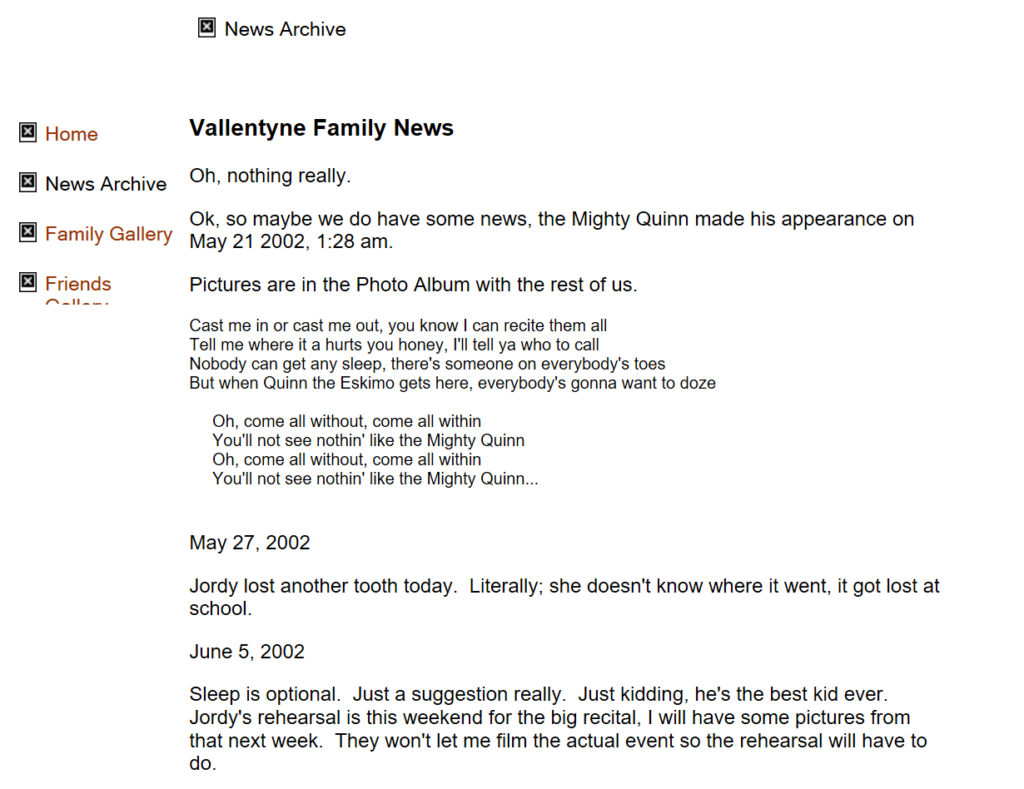 News Archive
Home
News Archive
Family Gallery
Friends
Gallery
Vallentyne Family News
Oh, nothing really.
Ok, so maybe we do have some news, the Mighty Quinn made his appearance on
May 21 2002, 1:28 am.
Pictures are in the Photo Album with the rest of us.
Cast me in or cast me out, you know I can recite them all
Tell me where it a hurts you honey, I'll tell ya who to call
Nobody can get any sleep, there's someone on everybody's toes
But when Quinn the Eskimo gets here, everybody's gonna want to doze
Oh, come all without, come all within
You'll not see nothin' like the Mighty Quinn
Oh, come all without, come all within
You'll not see nothin' like the Mighty Quinn...
May 27, 2002
Jordy lost another tooth today.  Literally; she doesn't know where it went, it got lost at
school.
June 5, 2002
Sleep is optional.  Just a suggestion really.  Just kidding, he's the best kid ever.
Jordy's rehearsal is this weekend for the big recital, I will have some pictures from
that next week.  They won't let me film the actual event so the rehearsal will have to
do.